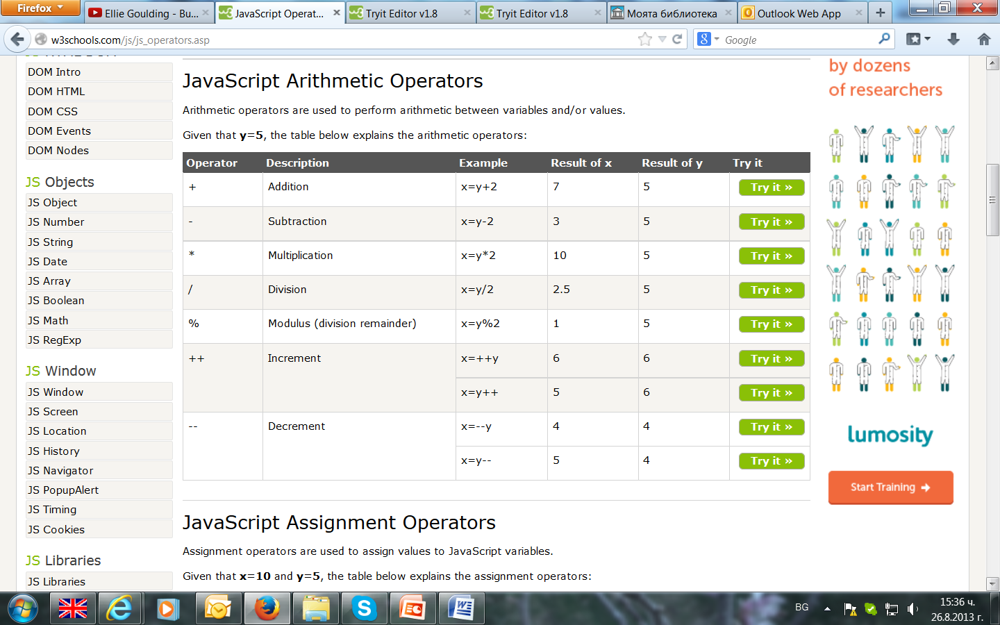 Firefox
Ellie Goulding - Bu...
JavaScript Operat...
Tryit Editor v1.8
Tryit Editor v1.8
Моята библиотека
Outlook Web App
w3schools.com/js/js_operators.asp
Google
DOM Intro
DOM HTML
DOM CSS
DOM Events
DOM Nodes
JS Objects
JS Object
JS Number
JS String
JS Date
JS Array
JS Boolean
JS Math
JS RegExp
JS Window
JS Window
JS Screen
JS Location
JS History
JS Navigator
JS PopupAlert
JS Timing
JS Cookies
JS Libraries
JS Libraries
JavaScript Arithmetic Operators
Arithmetic operators are used to perform arithmetic between variables and/or values.
Given that y=5, the table below explains the arithmetic operators:
Operator Description Example Result of x Result of y Try it
+ Addition x=y+2 7 5 Try it »
- Subtraction x=y-2 3 5 Try it »
* Multiplication x=y*2 10 5 Try it »
/ Division x=y/2 2.5 5 Try it »
% Modulus (division remainder) x=y%2 1 5 Try it »
++ Increment x=++y 6 6 Try it »
x=y++ 5 6 Try it »
-- Decrement x=--y 4 4 Try it »
x=y-- 5 4 Try it »
JavaScript Assignment Operators
Assignment operators are used to assign values to JavaScript variables.
Given that x=10 and y=5, the table below explains the assignment operators:
by dozens
of researchers
lumosity
Start Training
BG
15:36 ч.
26.8.2013 г.